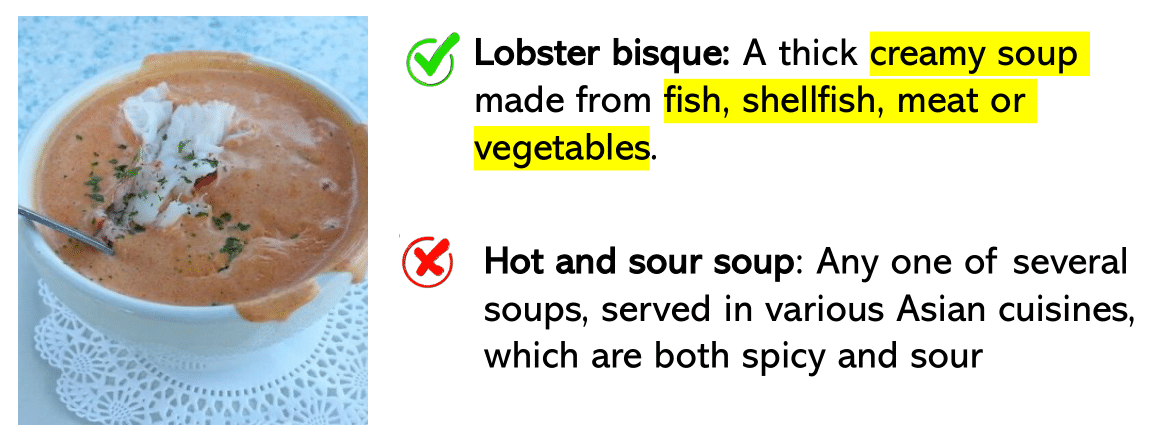 Lobster bisque: A thick creamy soup
made from fish, shellfish, meat or
vegetables.
Hot and sour soup: Any one of several
soups, served in various Asian cuisines,
which are both spicy and sour